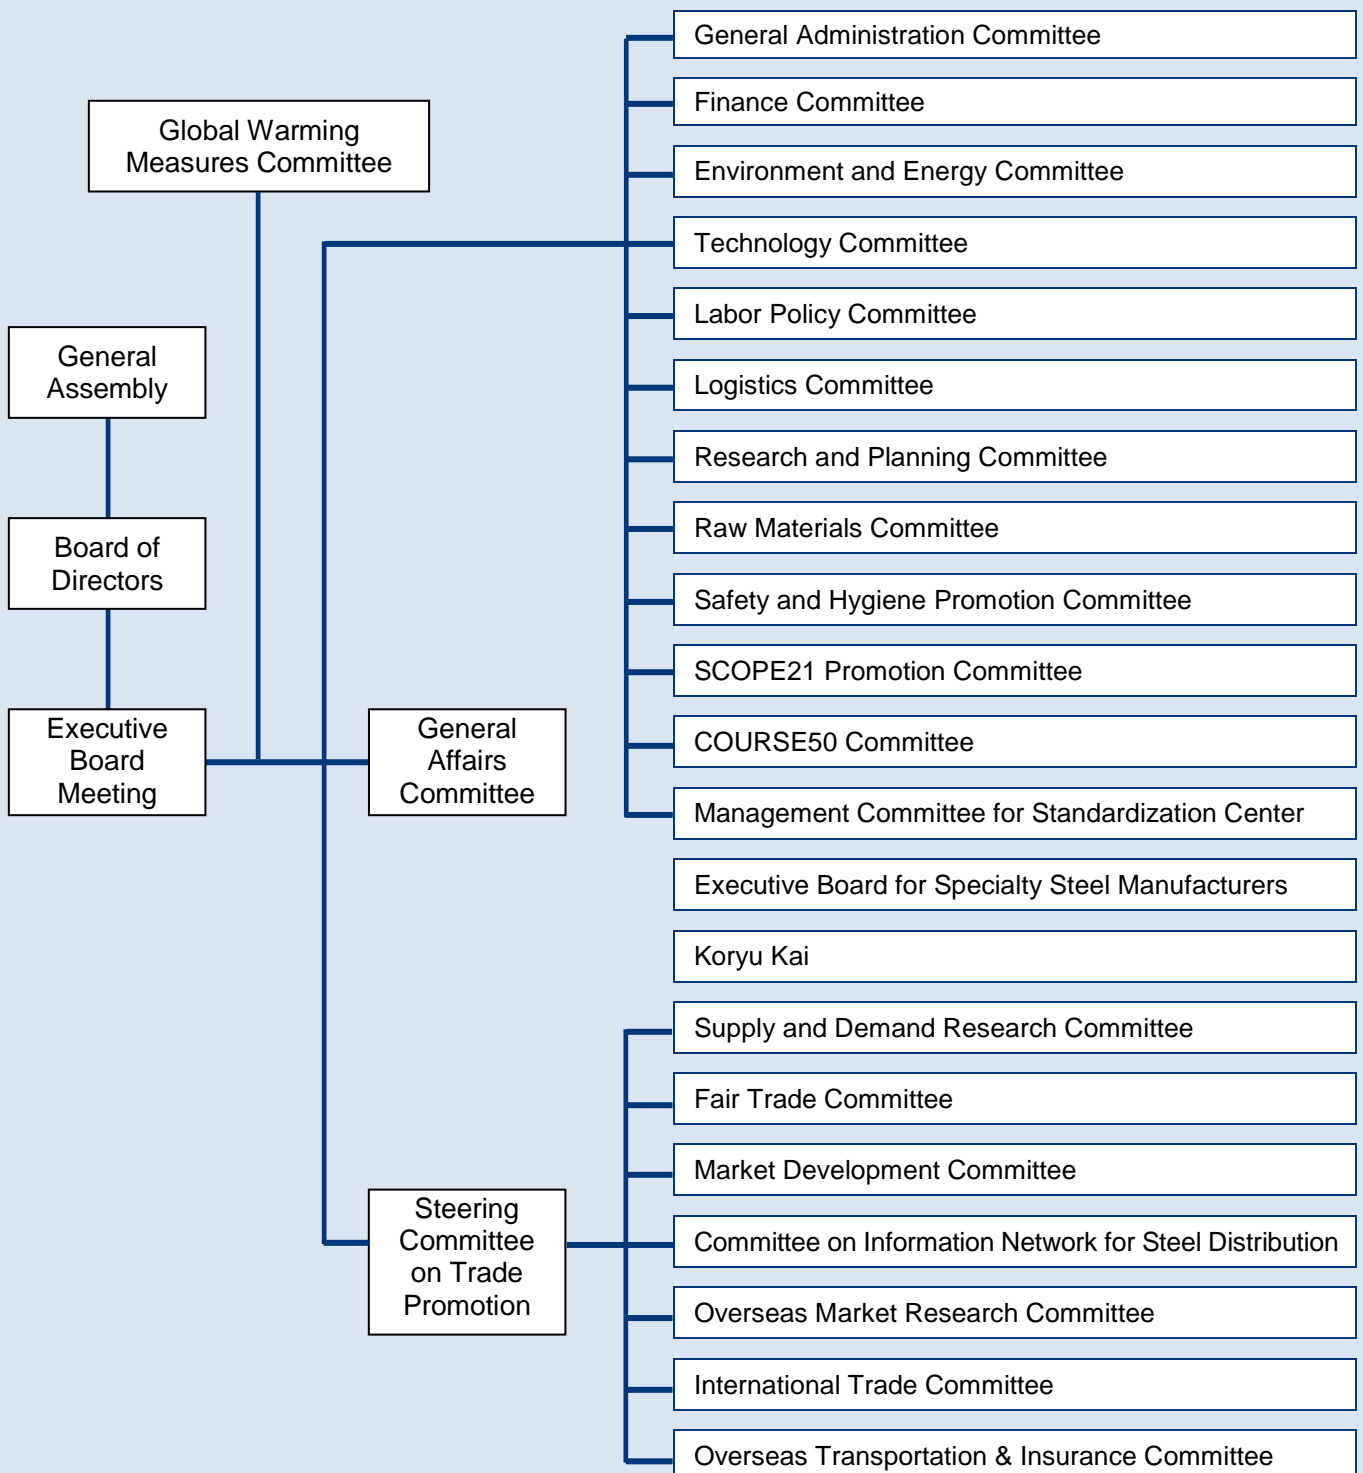 Global Warming
Measures Committee
General
Assembly
Board of
Directors
Executive
Board
Meeting
General
Affairs
Committee
Steering
Committee
on Trade
Promotion
General Administration Committee
Finance Committee
Environment and Energy Committee
Technology Committee
Labor Policy Committee
Logistics Committee
Research and Planning Committee
Raw Materials Committee
Safety and Hygiene Promotion Committee
SCOPE21 Promotion Committee
COURSE50 Committee
Management Committee for Standardization Center
Executive Board for Specialty Steel Manufacturers
Koryu Kai
Supply and Demand Research Committee
Fair Trade Committee
Market Development Committee
Committee on Information Network for Steel Distribution
Overseas Market Research Committee
International Trade Committee
Overseas Transportation & Insurance Committee